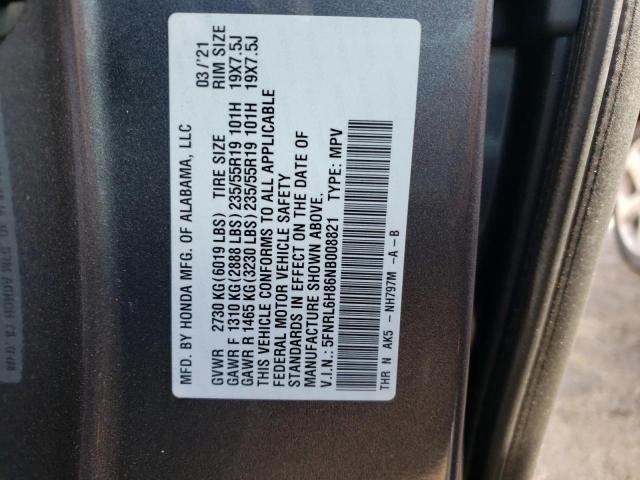 MFD. BY HONDA MFG. OF ALABAMA, LLC 03/'21
GVWR 2730 KG(6019 LBS) TIRE SIZE RIM SIZE
GAWR F 1310 KG(2888 LBS)235/55R19 101H 19X7.5J
GAWR R 1465 KG(3230 LBS)235/55R19 101H 19X7.5J
THIS VEHICLE CONFORMS TO ALL APPLICABLE
FEDERAL MOTOR VEHICLE SAFETY
STANDARDS IN EFFECT ON THE DATE OF
MANUFACTURE SHOWN ABOVE.
V.I.N.: 5FNRL6H86NB008821 TYPE: MPV
THR N AK5 - NH797M -A -B